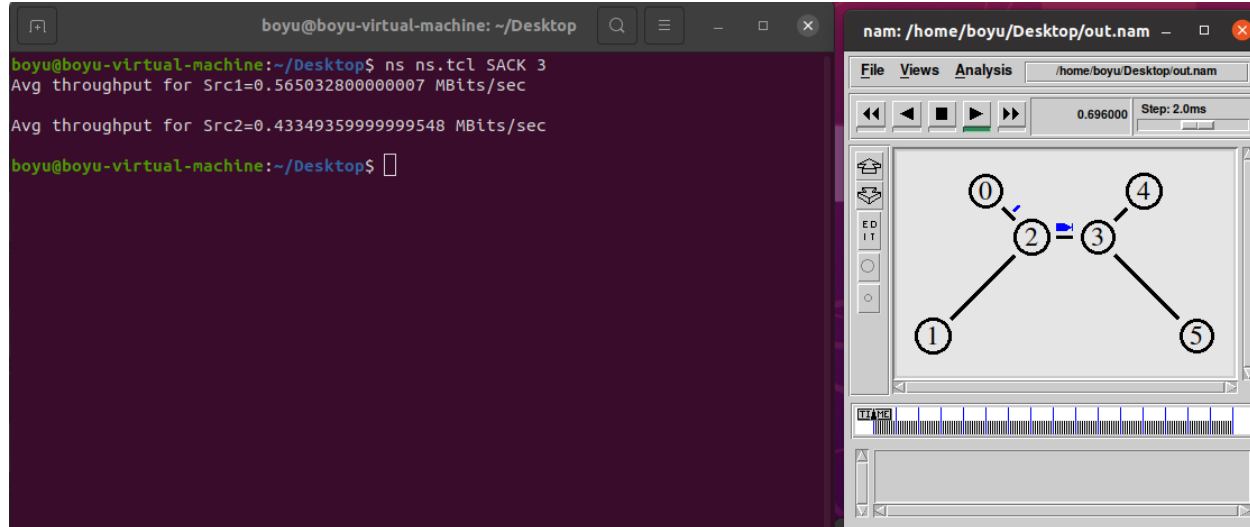 boyu@boyu-virtual-machine: ~/Desktop
boyu@boyu-virtual-machine:~/Desktop$ ns ns.tcl SACK 3
Avg throughput for Src1=0.565032800000007 MBits/sec
Avg throughput for Src2=0.43349359999999548 MBits/sec
boyu@boyu-virtual-machine:~/Desktop$
nam: /home/boyu/Desktop/out.nam
File Views Analysis /home/boyu/Desktop/out.nam
0.696000 Step: 2.0ms
ED
IT
0
4
2
3
1
5
TIME